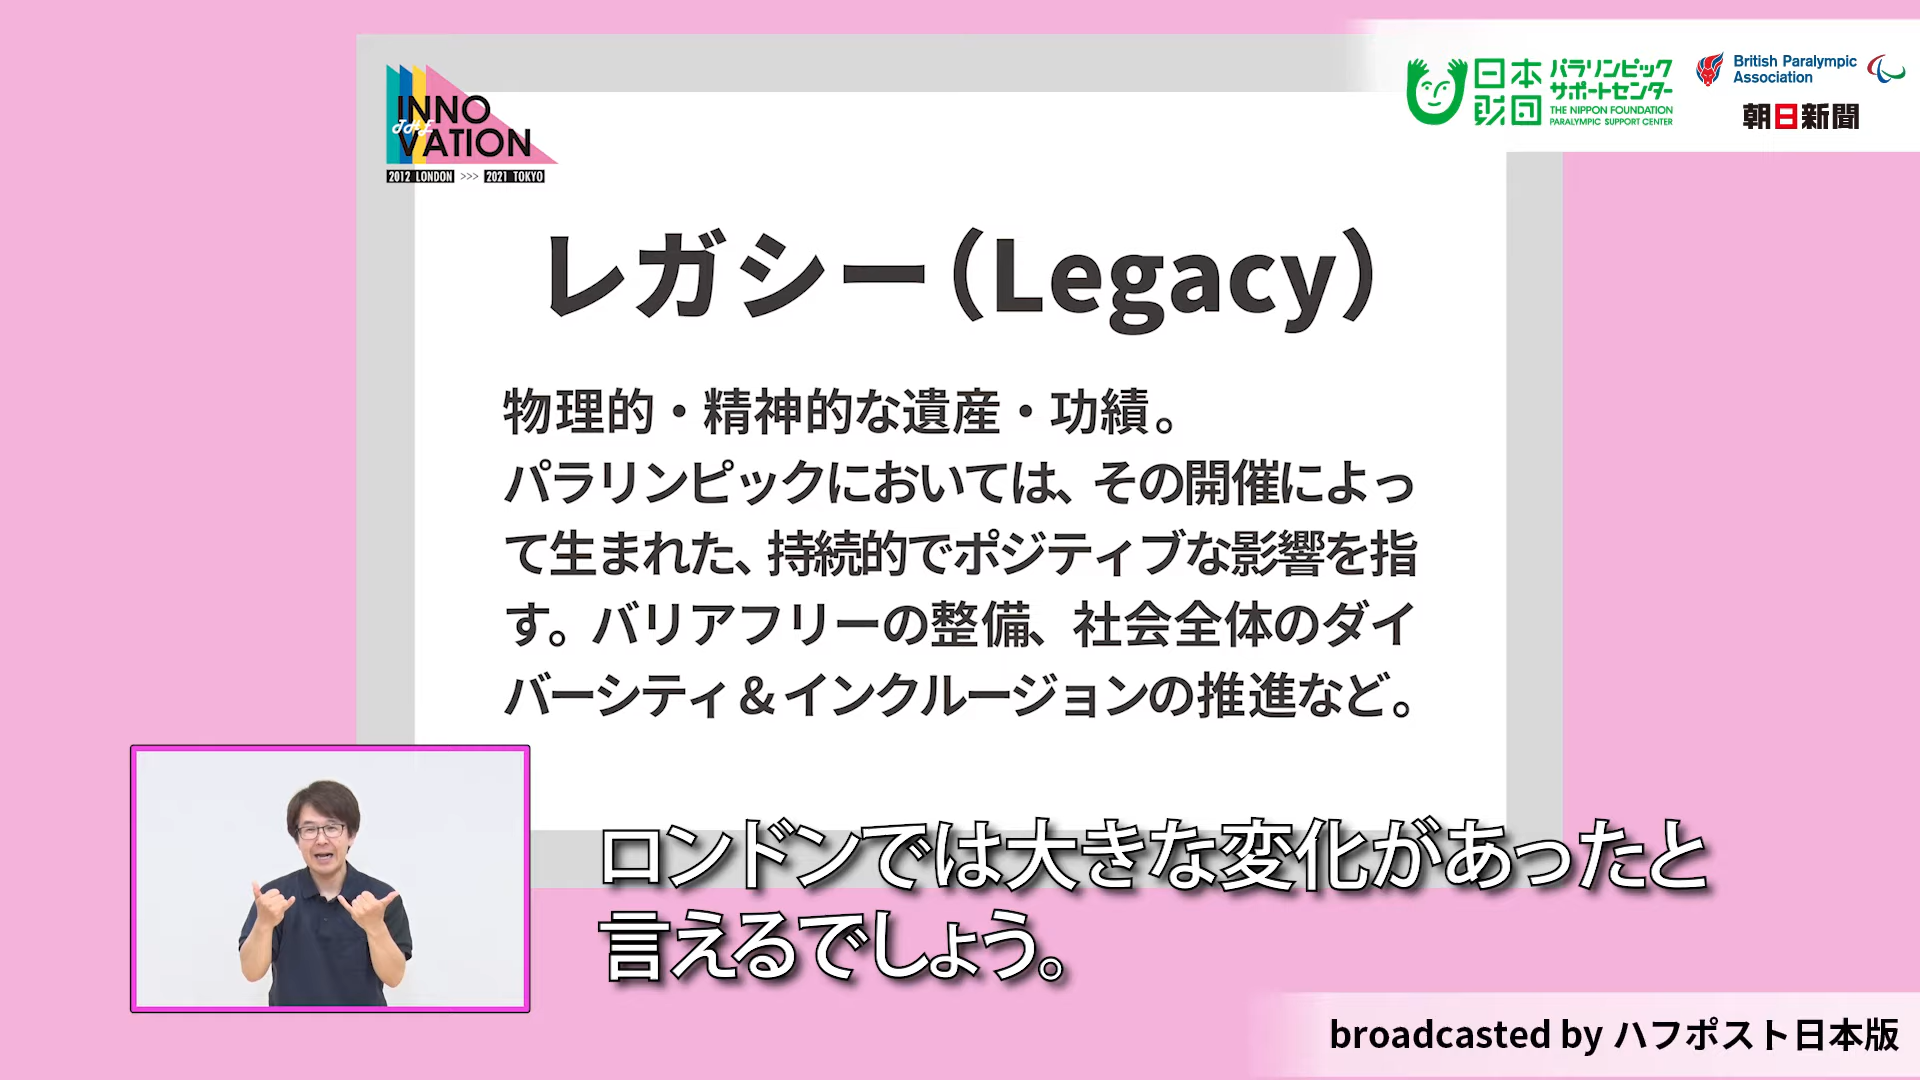 INNO
THE
VATION
2012 LONDON >>> 2021 TOKYO
日本
財団
パラリンピック
サポートセンター
THE NIPPON FOUNDATION
PARALYMPIC SUPPORT CENTER
British Paralympic
Association
朝日新聞
レガシー（Legacy）
物理的・精神的な遺産・功績。
パラリンピックにおいては、その開催によっ
て生まれた、持続的でポジティブな影響を指
す。バリアフリーの整備、社会全体のダイ
バーシティ＆インクルージョンの推進など。
ロンドンでは大きな変化があったと
言えるでしょう。
broadcasted by ハフポスト日本版